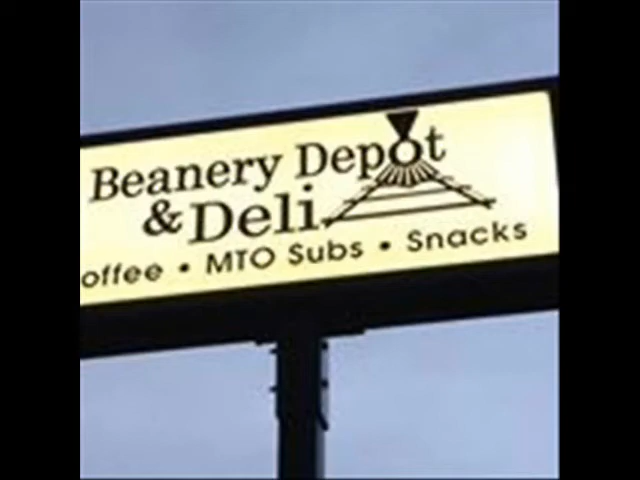 Beanery Depot
& Deli
offee • MTO Subs • Snacks